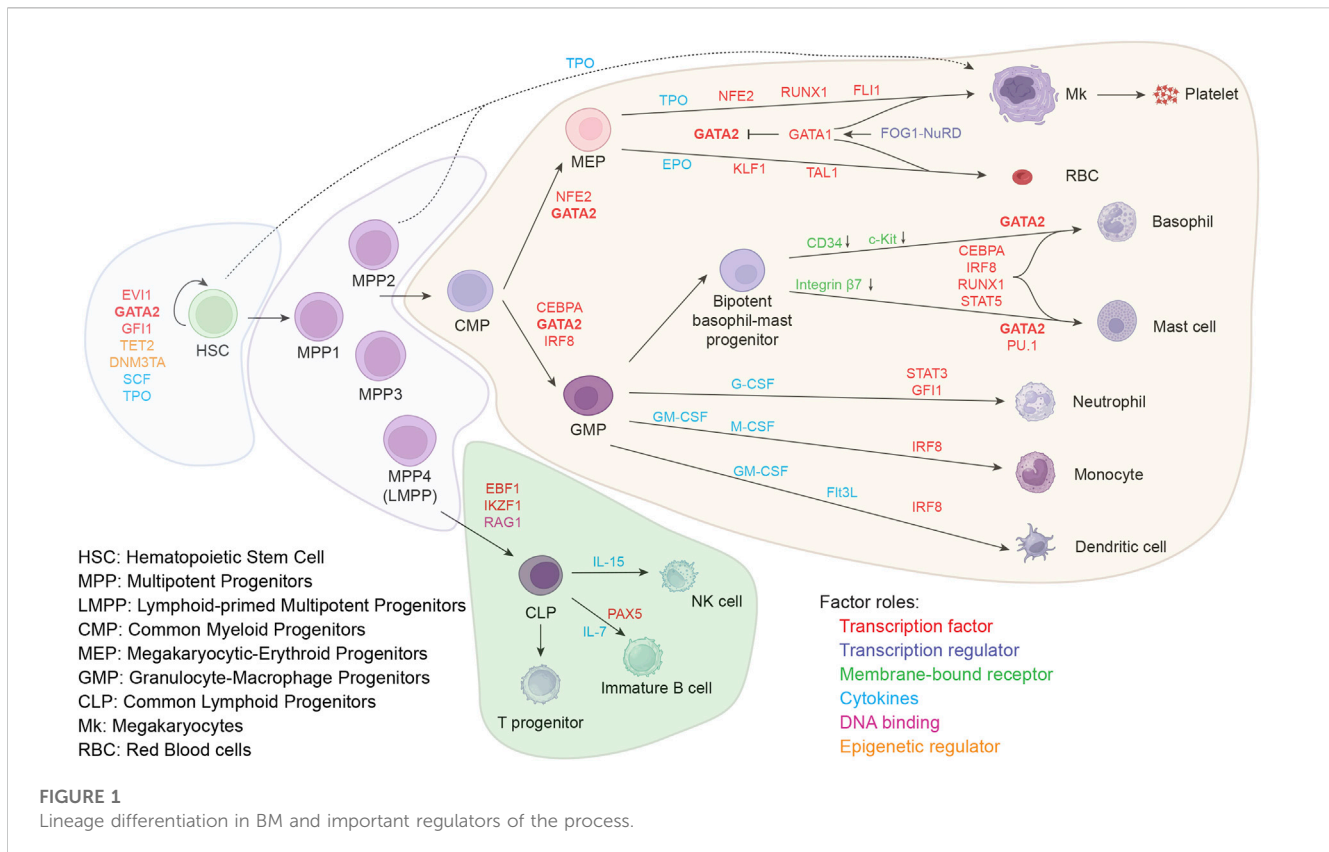 TPO
TPO
NFE2
RUNX1
FLI1
Mk
Platelet
GATA2
GATA1
FOG1-NuRD
MEP
EPO
KLF1
TAL1
RBC
NFE2
GATA2
MPP2
EVI1
GATA2
GFI1
TET2
DNM3TA
SCF
TPO
HSC
MPP1
MPP3
MPP4
(LMPP)
CMP
CEBPA
GATA2
IRF8
GMP
CD34
c-Kit
GATA2
Basophil
Integrin β7
CEBPA
IRF8
RUNX1
STAT5
Bipotent
basophil-mast
progenitor
GATA2
PU.1
Mast cell
G-CSF
STAT3
GFI1
Neutrophil
GM-CSF
M-CSF
IRF8
Monocyte
GM-CSF
Flt3L
IRF8
Dendritic cell
EBF1
IKZF1
RAG1
CLP
IL-15
NK cell
PAX5
IL-7
Immature B cell
T progenitor
HSC: Hematopoietic Stem Cell
MPP: Multipotent Progenitors
LMPP: Lymphoid-primed Multipotent Progenitors
CMP: Common Myeloid Progenitors
MEP: Megakaryocytic-Erythroid Progenitors
GMP: Granulocyte-Macrophage Progenitors
CLP: Common Lymphoid Progenitors
Mk: Megakaryocytes
RBC: Red Blood cells
Factor roles:
Transcription factor
Transcription regulator
Membrane-bound receptor
Cytokines
DNA binding
Epigenetic regulator
FIGURE 1
Lineage differentiation in BM and important regulators of the process.